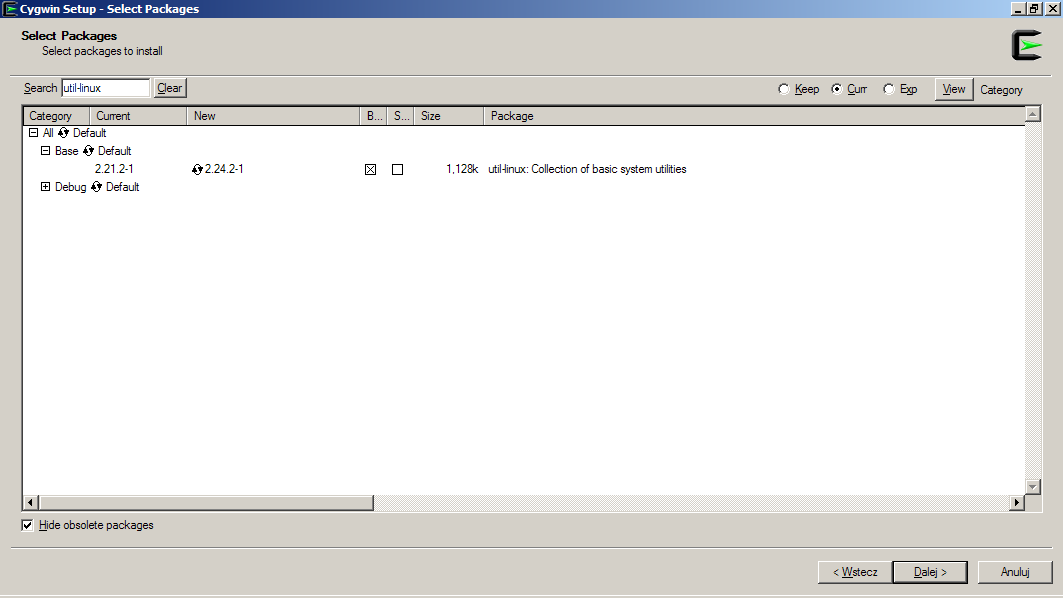 Cygwin Setup - Select Packages
Select Packages
Select packages to install
Search util-linux Clear Keep Curr Exp View Category
Category Current New B... S... Size Package
All Default
Base Default
2.21.2-1 2.24.2-1 1,128k util-linux: Collection of basic system utilities
Debug Default
Hide obsolete packages
< Wstecz Dalej > Anuluj